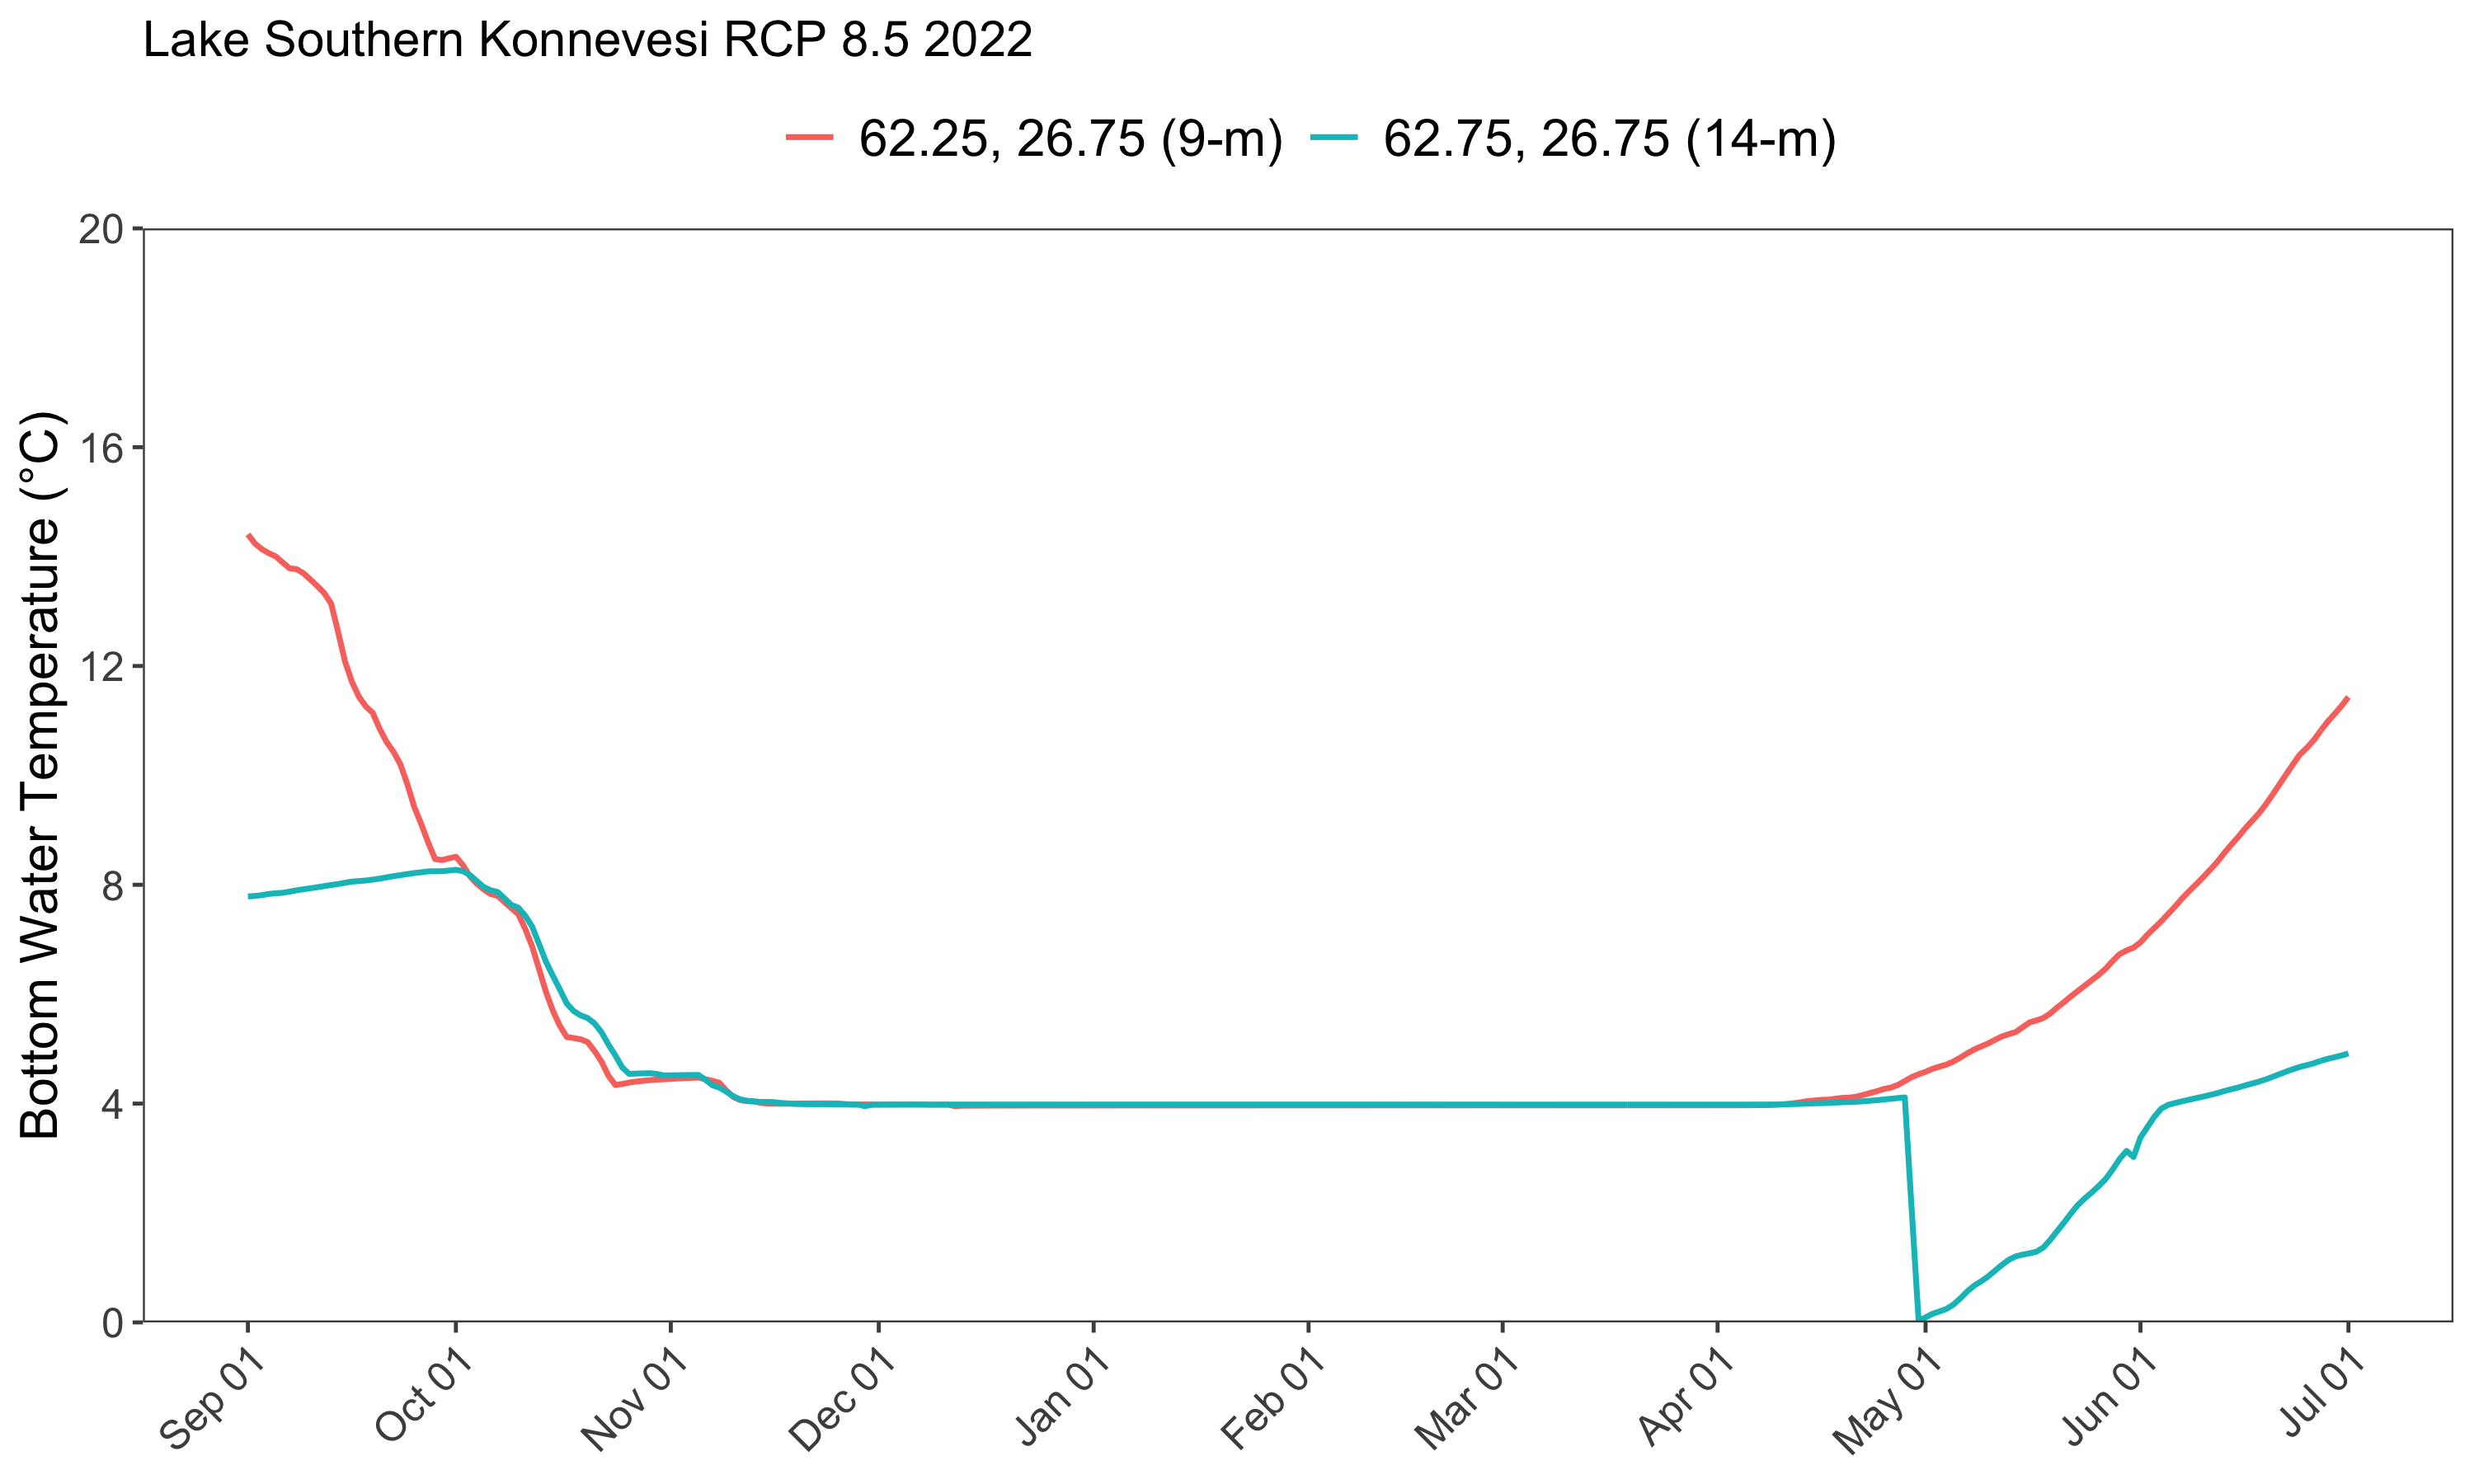 Lake Southern Konnevesi RCP 8.5 2022
62.25, 26.75 (9-m) 62.75, 26.75 (14-m)
Bottom Water Temperature (°C)
20
16
12
8
4
0
Sep 01 Oct 01 Nov 01 Dec 01 Jan 01 Feb 01 Mar 01 Apr 01 May 01 Jun 01 Jul 01